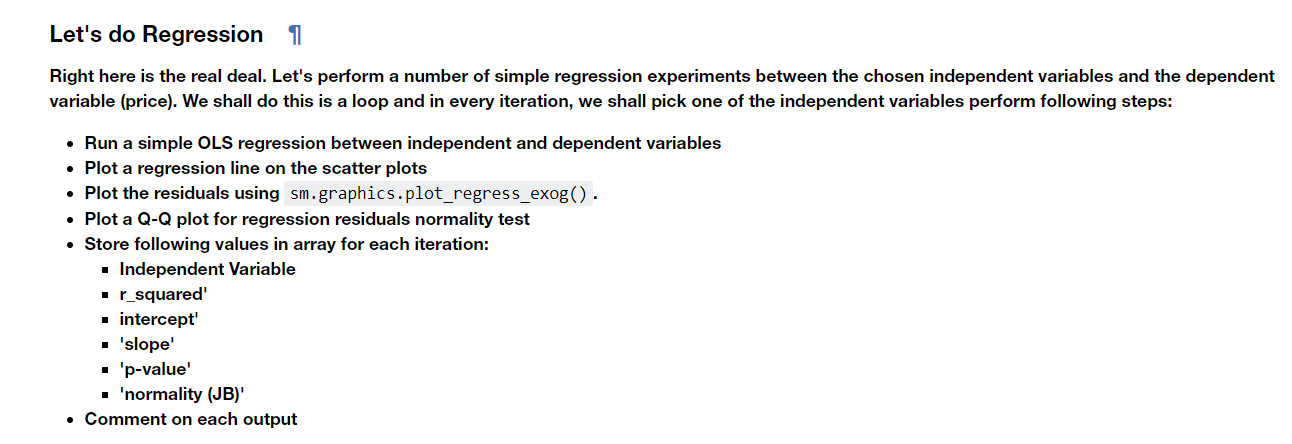 Let's do Regression ¶
Right here is the real deal. Let's perform a number of simple regression experiments between the chosen independent variables and the dependent
variable (price). We shall do this is a loop and in every iteration, we shall pick one of the independent variables perform following steps:
• Run a simple OLS regression between independent and dependent variables
• Plot a regression line on the scatter plots
• Plot the residuals using sm.graphics.plot_regress_exog() .
• Plot a Q-Q plot for regression residuals normality test
• Store following values in array for each iteration:
▪ Independent Variable
▪ r_squared'
▪ intercept'
▪ 'slope'
▪ 'p-value'
▪ 'normality (JB)'
• Comment on each output